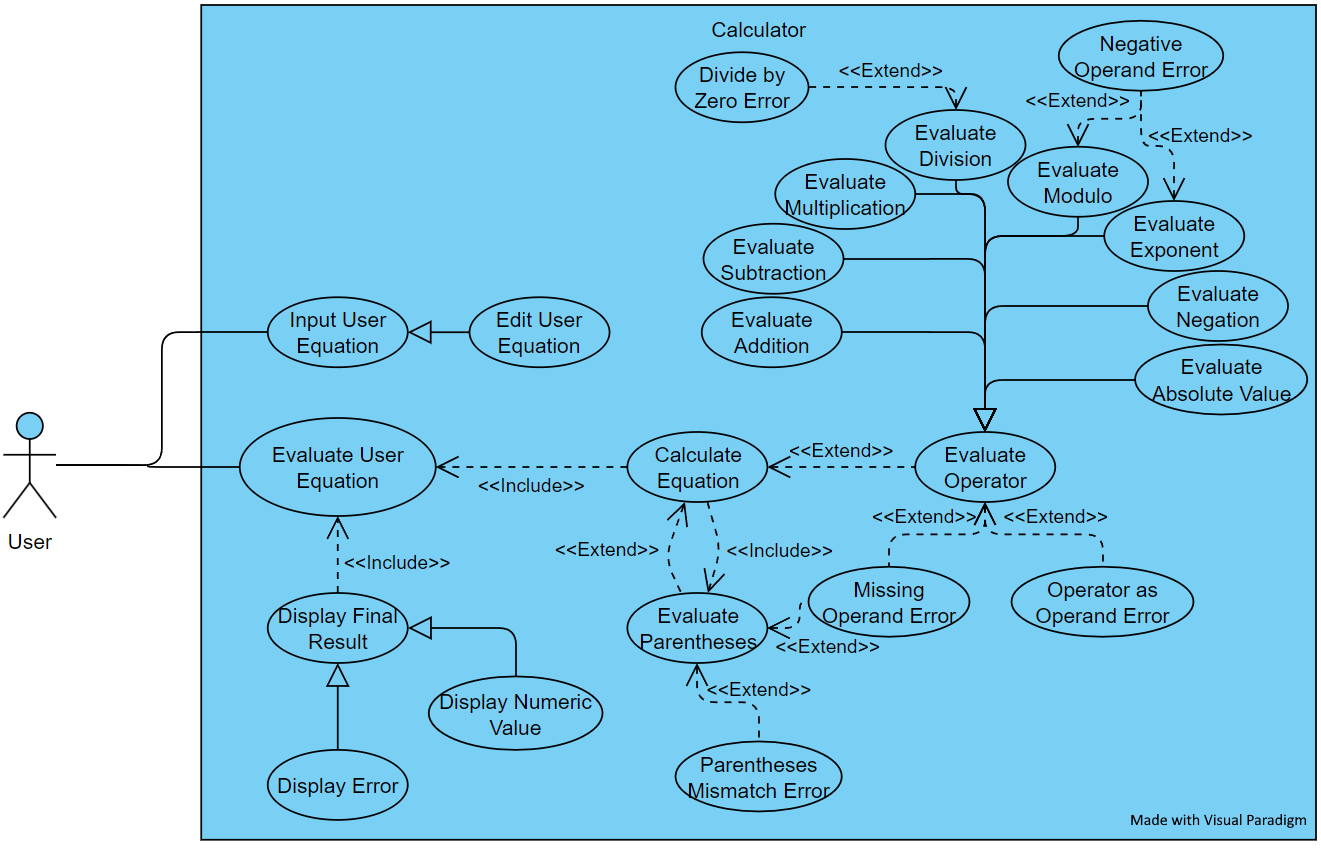 Calculator
Negative
Operand Error
Divide by
Zero Error
<<Extend>>
<<Extend>>
<<Extend>>
Evaluate
Division
Evaluate
Modulo
Evaluate
Multiplication
Evaluate
Exponent
Evaluate
Subtraction
Evaluate
Negation
Input User
Equation
Edit User
Equation
Evaluate
Addition
Evaluate
Absolute Value
User
Evaluate User
Equation
<<Include>>
Calculate
Equation
<<Extend>>
Evaluate
Operator
<<Extend>>
<<Extend>>
<<Include>>
<<Extend>>
<<Include>>
Display Final
Result
Evaluate
Parentheses
Missing
Operand Error
Operator as
Operand Error
<<Extend>>
<<Extend>>
Display Numeric
Value
Display Error
Parentheses
Mismatch Error
Made with Visual Paradigm